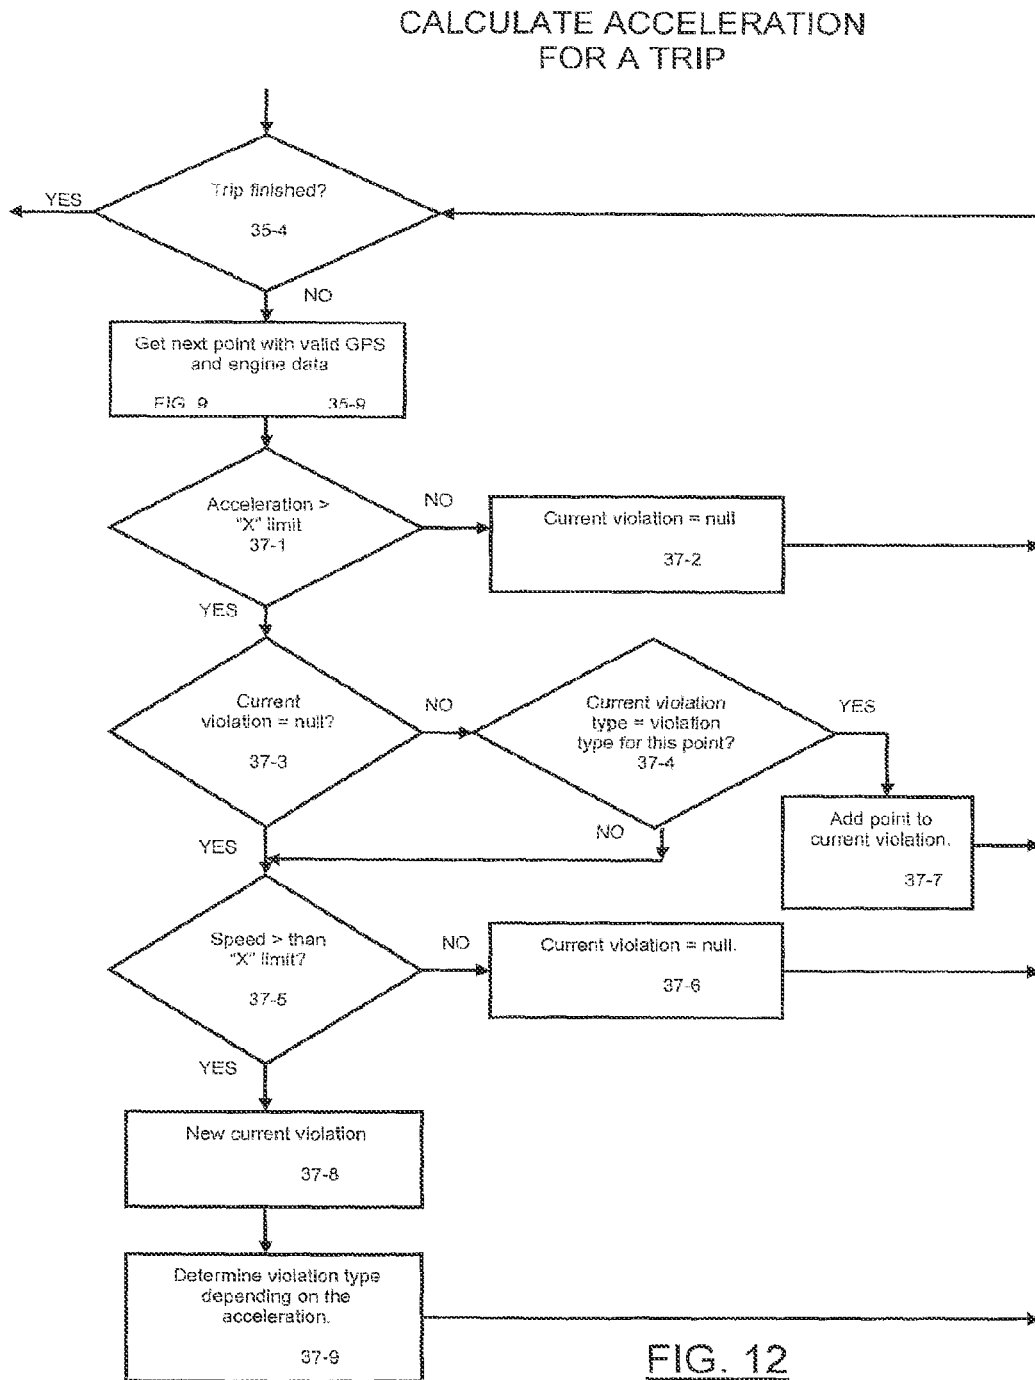 CALCULATE ACCELERATION
FOR A TRIP
Trip finished?
35-4
YES
NO
Get next point with valid GPS
and engine data
FIG. 9 35-9
Acceleration >
"X" limit
37-1
NO
Current violation = null
37-2
YES
Current
violation = null?
37-3
NO
Current violation
type = violation
type for this point?
37-4
YES
Add point to
current violation.
37-7
NO
YES
Speed > than
"X" limit?
37-5
NO
Current violation = null.
37-6
YES
New current violation
37-8
Determine violation type
depending on the
acceleration.
37-9
FIG. 12